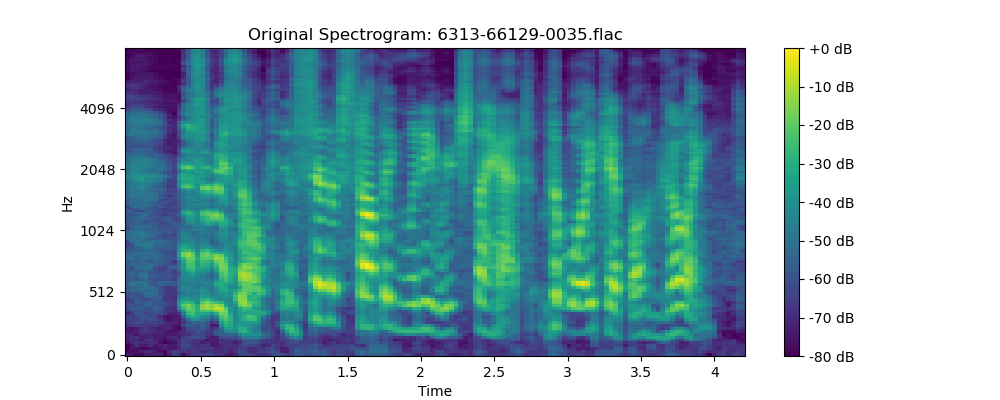 Original Spectrogram: 6313-66129-0035.flac
Hz
4096
2048
1024
512
0
0
0.5
1
1.5
2
2.5
3
3.5
4
Time
+0 dB
-10 dB
-20 dB
-30 dB
-40 dB
-50 dB
-60 dB
-70 dB
-80 dB